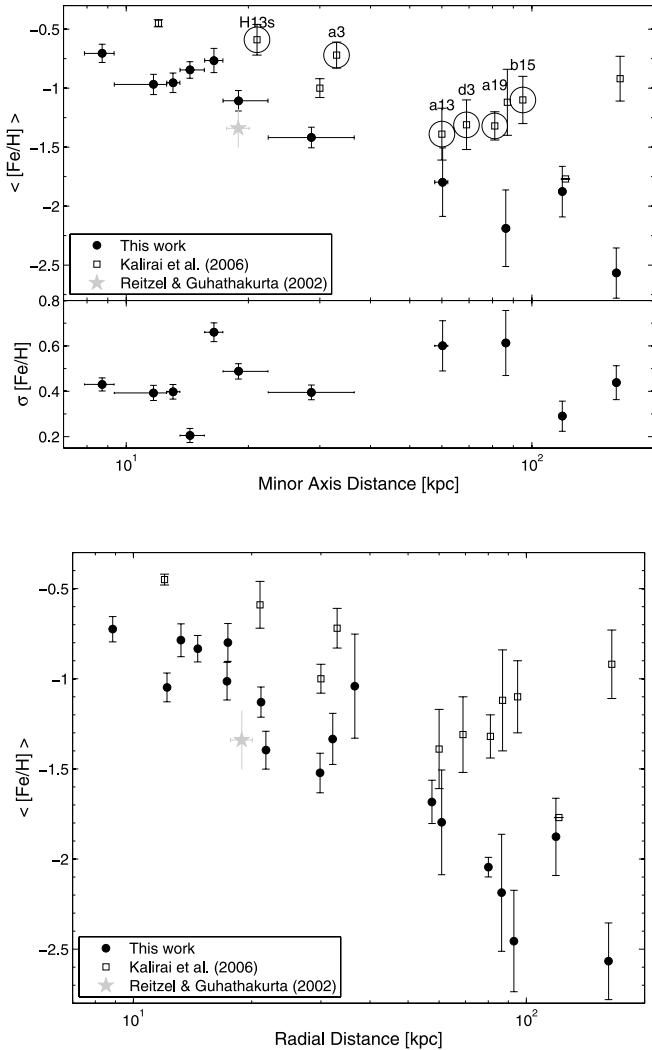 −0.5
−1
−1.5
−2
−2.5
< [Fe/H] >
H13s
a3
a13
d3
a19
b15
This work
Kalirai et al. (2006)
Reitzel & Guhathakurta (2002)
0.8
0.6
0.4
0.2
σ [Fe/H]
10^1
10^2
Minor Axis Distance [kpc]
−0.5
−1
−1.5
−2
−2.5
< [Fe/H] >
This work
Kalirai et al. (2006)
Reitzel & Guhathakurta (2002)
10^1
10^2
Radial Distance [kpc]